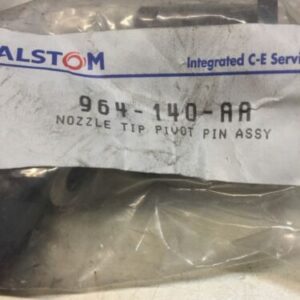 ALSTOM
Integrated C-E Servi
964-140-AA
NOZZLE TIP PIVOT PIN ASSY